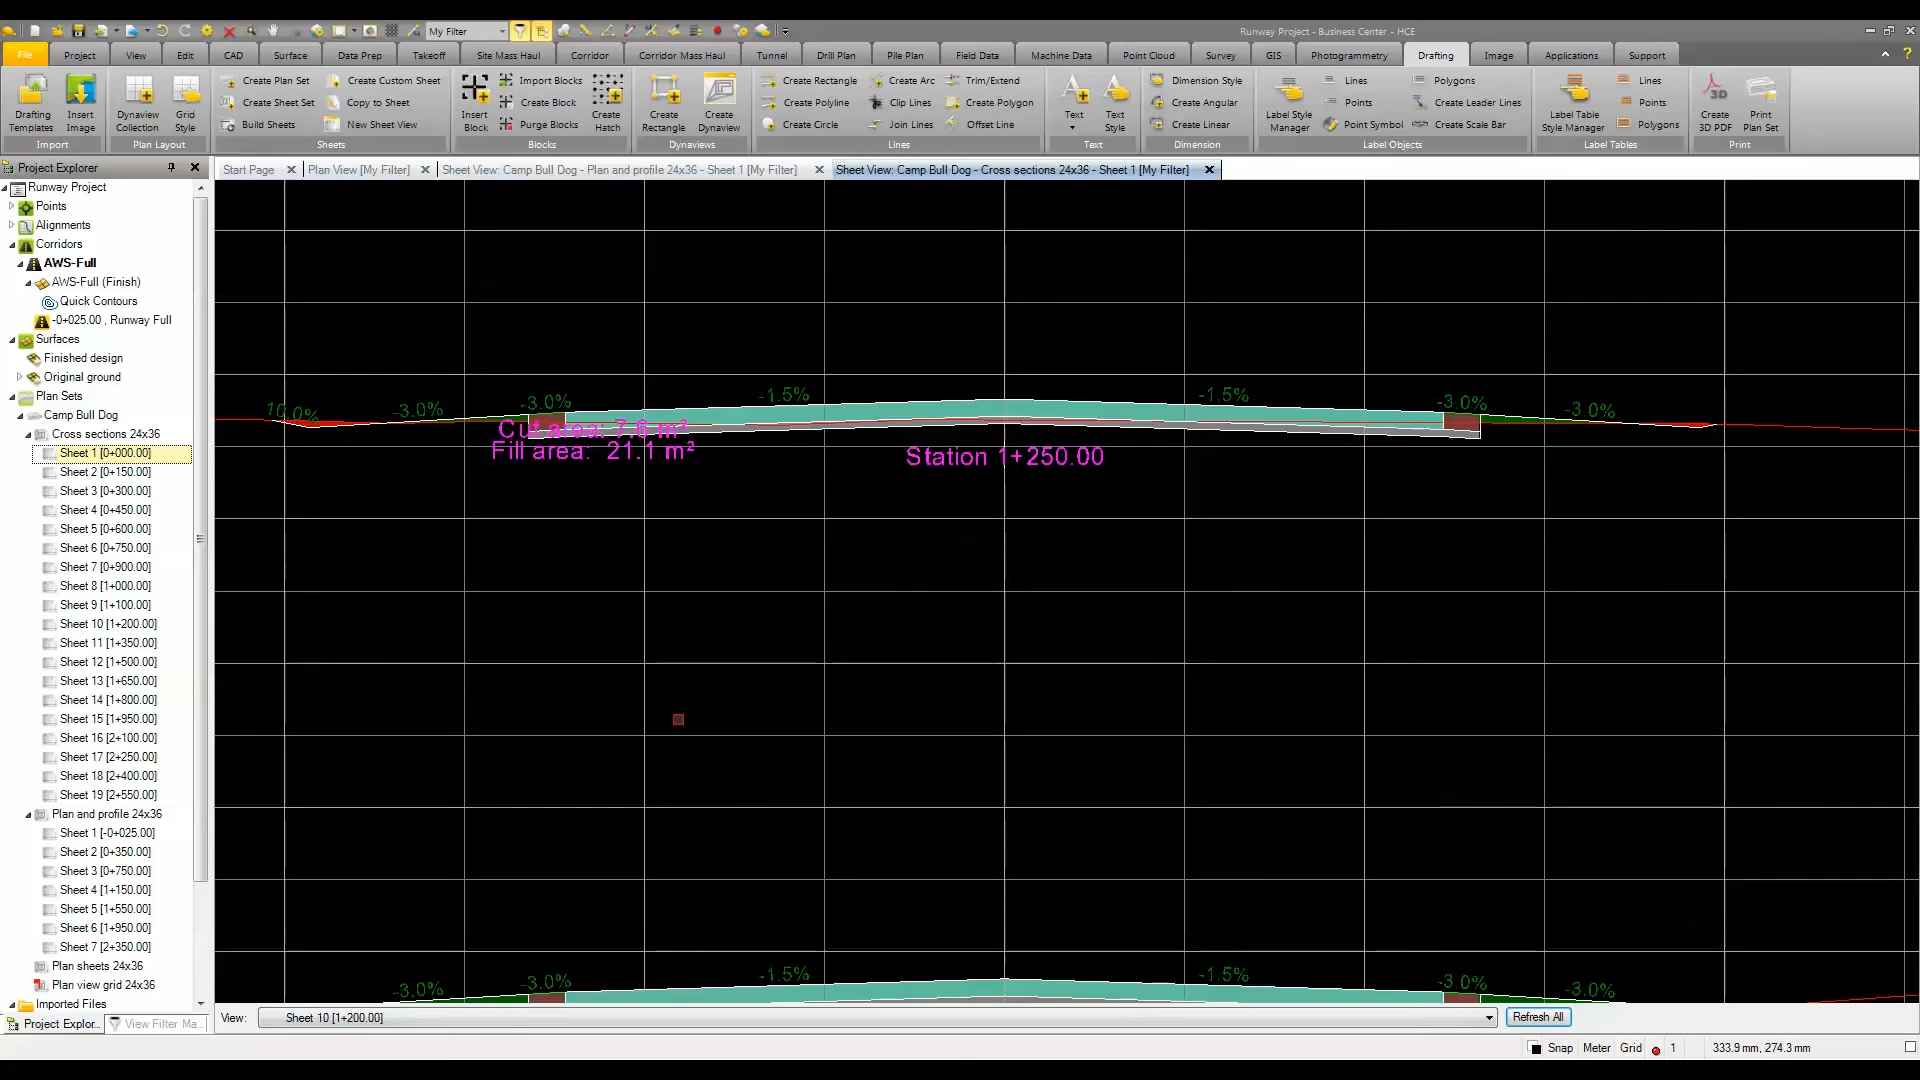 My Filter
Runway Project - Business Center - HCE
File Project View Edit CAD Surface Data Prep Takeoff Site Mass Haul Corridor Corridor Mass Haul Tunnel Drill Plan Pile Plan Field Data Machine Data Point Cloud Survey GIS Photogrammetry Drafting Image Applications Support
Drafting Templates
Insert Image
Import
Dynaview Collection
Grid Style
Plan Layout
Create Plan Set
Create Sheet Set
Build Sheets
Create Custom Sheet
Copy to Sheet
New Sheet View
Sheets
Insert Block
Import Blocks
Create Block
Purge Blocks
Create Hatch
Blocks
Create Rectangle
Create Dynaview
Dynaviews
Create Rectangle
Create Polyline
Create Circle
Create Arc
Clip Lines
Join Lines
Trim/Extend
Create Polygon
Offset Line
Lines
Text
Text Style
Text
Dimension Style
Create Angular
Create Linear
Dimension
Label Style Manager
Lines
Points
Point Symbol
Polygons
Create Leader Lines
Create Scale Bar
Label Objects
Label Table Style Manager
Lines
Points
Polygons
Label Tables
3D
Create 3D PDF
Print Plan Set
Print
Project Explorer
Start Page
Plan View [My Filter]
Sheet View: Camp Bull Dog - Plan and profile 24x36 - Sheet 1 [My Filter]
Sheet View: Camp Bull Dog - Cross sections 24x36 - Sheet 1 [My Filter]
Runway Project
Points
Alignments
Corridors
AWS-Full
AWS-Full (Finish)
Quick Contours
-0+025.00 , Runway Full
Surfaces
Finished design
Original ground
Plan Sets
Camp Bull Dog
Cross sections 24x36
Sheet 1 [0+000.00]
Sheet 2 [0+150.00]
Sheet 3 [0+300.00]
Sheet 4 [0+450.00]
Sheet 5 [0+600.00]
Sheet 6 [0+750.00]
Sheet 7 [0+900.00]
Sheet 8 [1+000.00]
Sheet 9 [1+100.00]
Sheet 10 [1+200.00]
Sheet 11 [1+350.00]
Sheet 12 [1+500.00]
Sheet 13 [1+650.00]
Sheet 14 [1+800.00]
Sheet 15 [1+950.00]
Sheet 16 [2+100.00]
Sheet 17 [2+250.00]
Sheet 18 [2+400.00]
Sheet 19 [2+550.00]
Plan and profile 24x36
Sheet 1 [-0+025.00]
Sheet 2 [0+350.00]
Sheet 3 [0+750.00]
Sheet 4 [1+150.00]
Sheet 5 [1+550.00]
Sheet 6 [1+950.00]
Sheet 7 [2+350.00]
Plan sheets 24x36
Plan view grid 24x36
Imported Files
Project Explor...
View Filter Ma...
10.0% -3.0% -3.0% -1.5% -1.5% -3.0% -3.0%
Cut area: 7.6 m²
Fill area: 21.1 m²
Station 1+250.00
-3.0% -3.0% -1.5% -1.5% -3.0% -3.0%
View: Sheet 10 [1+200.00] Refresh All
Snap Meter Grid 1 333.9 mm, 274.3 mm